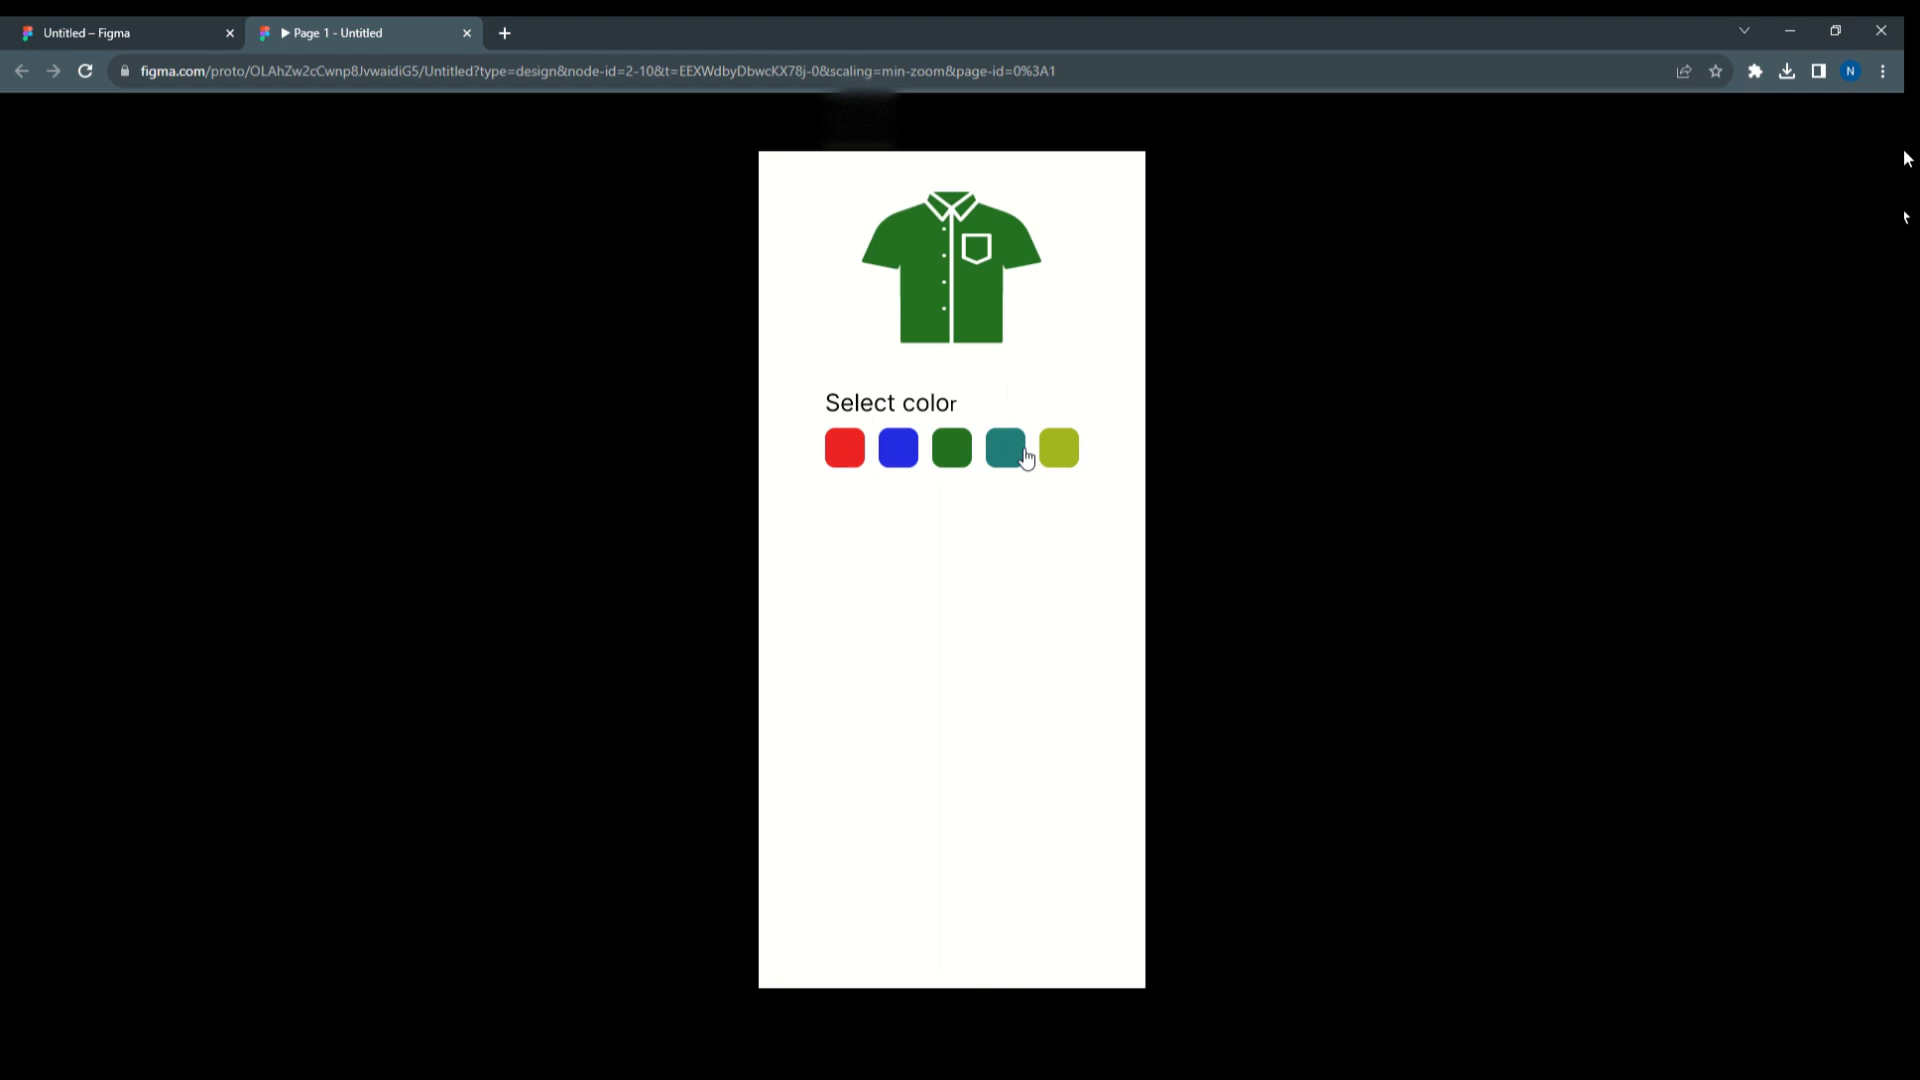 Untitled – Figma
▶ Page 1 - Untitled
figma.com/proto/OLAhZw2cCwnp8JvwaidiG5/Untitled?type=design&node-id=2-10&t=EEXWdbyDbwcKX78j-0&scaling=min-zoom&page-id=0%3A1
N
Select color